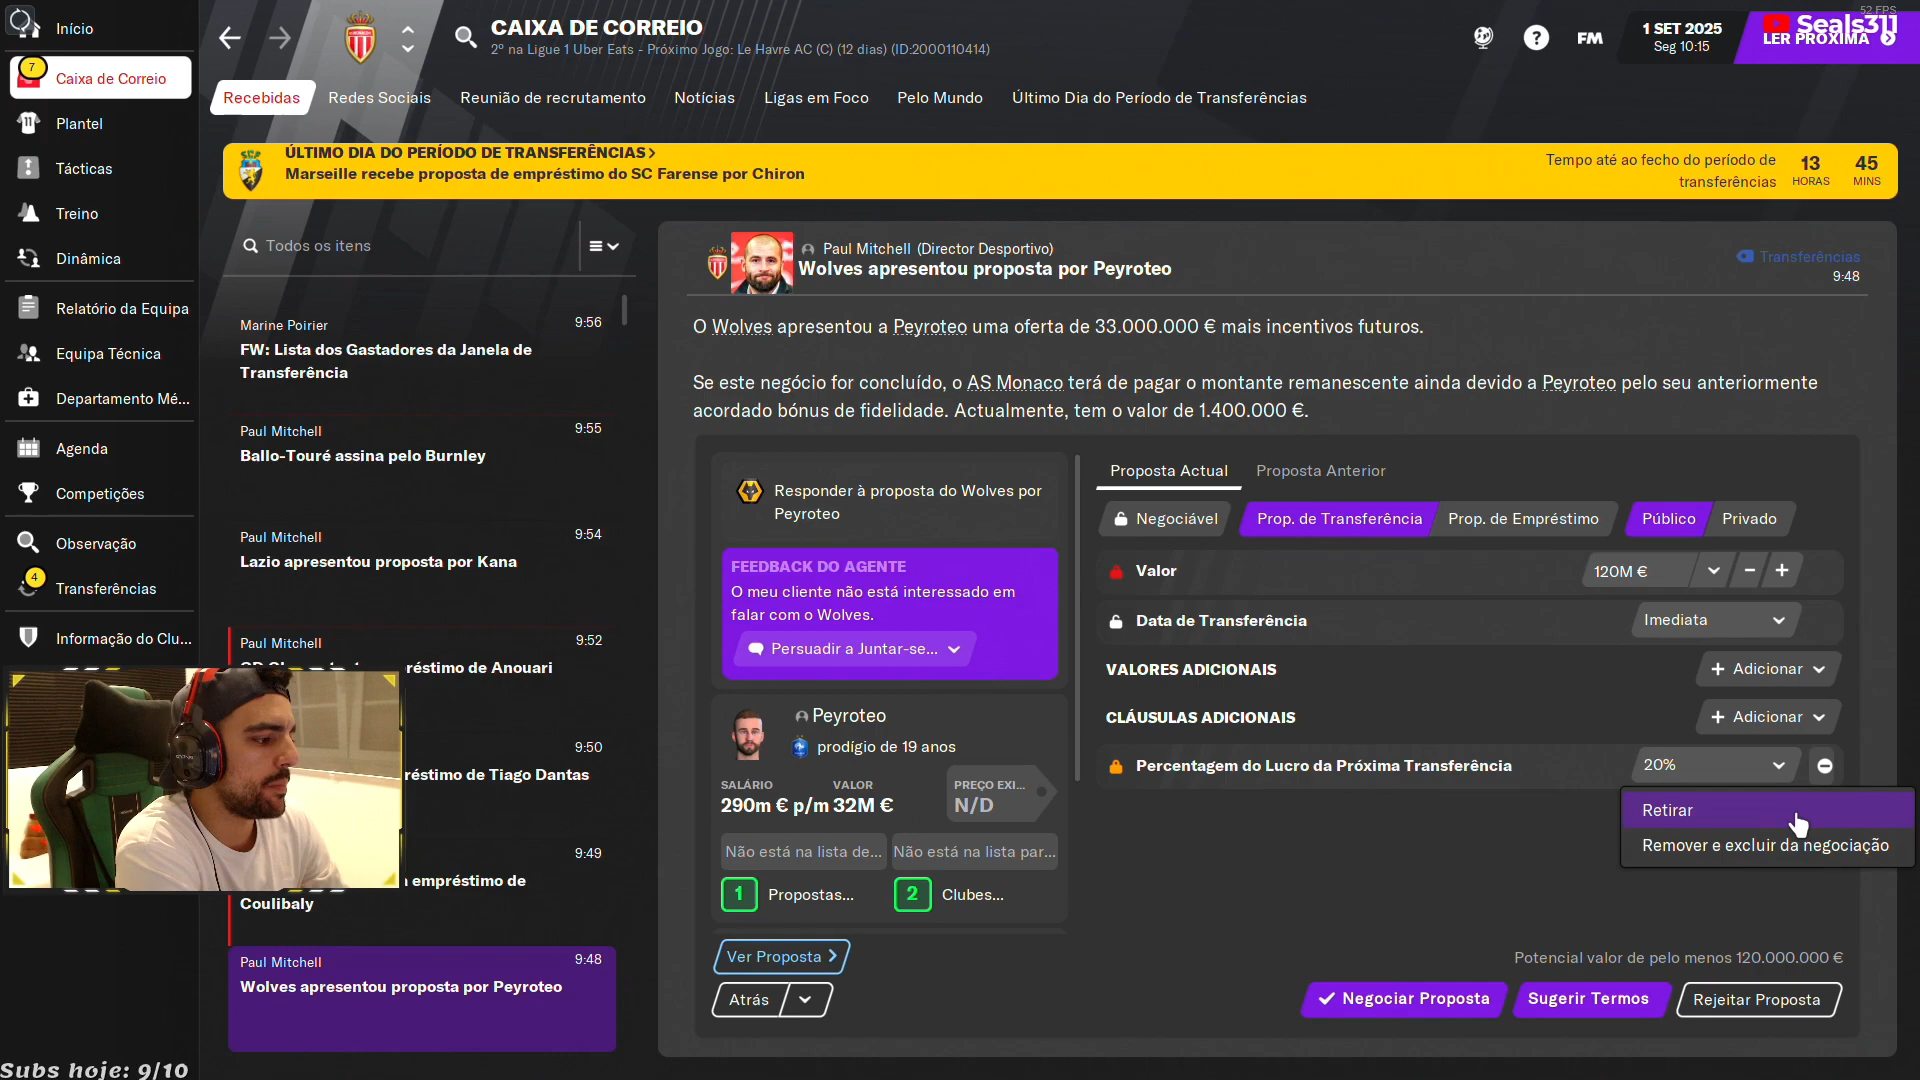 Início
7
Caixa de Correio
Plantel
Tácticas
Treino
Dinâmica
Relatório da Equipa
Equipa Técnica
Departamento Mé...
Agenda
Competições
Observação
4
Transferências
Informação do Clu...
CAIXA DE CORREIO
2º na Ligue 1 Uber Eats - Próximo Jogo: Le Havre AC (C) (12 dias) (ID:2000110414)
FM
1 SET 2025
Seg 10:15
52 FPS
Seals311
LER PRÓXIMA
Recebidas
Redes Sociais
Reunião de recrutamento
Notícias
Ligas em Foco
Pelo Mundo
Último Dia do Período de Transferências
ÚLTIMO DIA DO PERÍODO DE TRANSFERÊNCIAS >
Marseille recebe proposta de empréstimo do SC Farense por Chiron
Tempo até ao fecho do período de
transferências
13
HORAS
45
MINS
Todos os itens
Marine Poirier
9:56
FW: Lista dos Gastadores da Janela de
Transferência
Paul Mitchell
9:55
Ballo-Touré assina pelo Burnley
Paul Mitchell
9:54
Lazio apresentou proposta por Kana
Paul Mitchell
9:52
réstimo de Anouari
9:50
réstimo de Tiago Dantas
9:49
empréstimo de
Coulibaly
Paul Mitchell
9:48
Wolves apresentou proposta por Peyroteo
Paul Mitchell (Director Desportivo)
Wolves apresentou proposta por Peyroteo
Transferências
9:48
O Wolves apresentou a Peyroteo uma oferta de 33.000.000 € mais incentivos futuros.
Se este negócio for concluído, o AS Monaco terá de pagar o montante remanescente ainda devido a Peyroteo pelo seu anteriormente
acordado bónus de fidelidade. Actualmente, tem o valor de 1.400.000 €.
Responder à proposta do Wolves por
Peyroteo
FEEDBACK DO AGENTE
O meu cliente não está interessado em
falar com o Wolves.
Persuadir a Juntar-se...
Peyroteo
prodígio de 19 anos
SALÁRIO
290m € p/m
VALOR
32M €
PREÇO EXI...
N/D
Não está na lista de...
Não está na lista par...
1
Propostas...
2
Clubes...
Ver Proposta
Atrás
Proposta Actual
Proposta Anterior
Negociável
Prop. de Transferência
Prop. de Empréstimo
Público
Privado
Valor
120M €
Data de Transferência
Imediata
VALORES ADICIONAIS
Adicionar
CLÁUSULAS ADICIONAIS
Adicionar
Percentagem do Lucro da Próxima Transferência
20%
Retirar
Remover e excluir da negociação
Potencial valor de pelo menos 120.000.000 €
Negociar Proposta
Sugerir Termos
Rejeitar Proposta
Subs hoje: 9/10